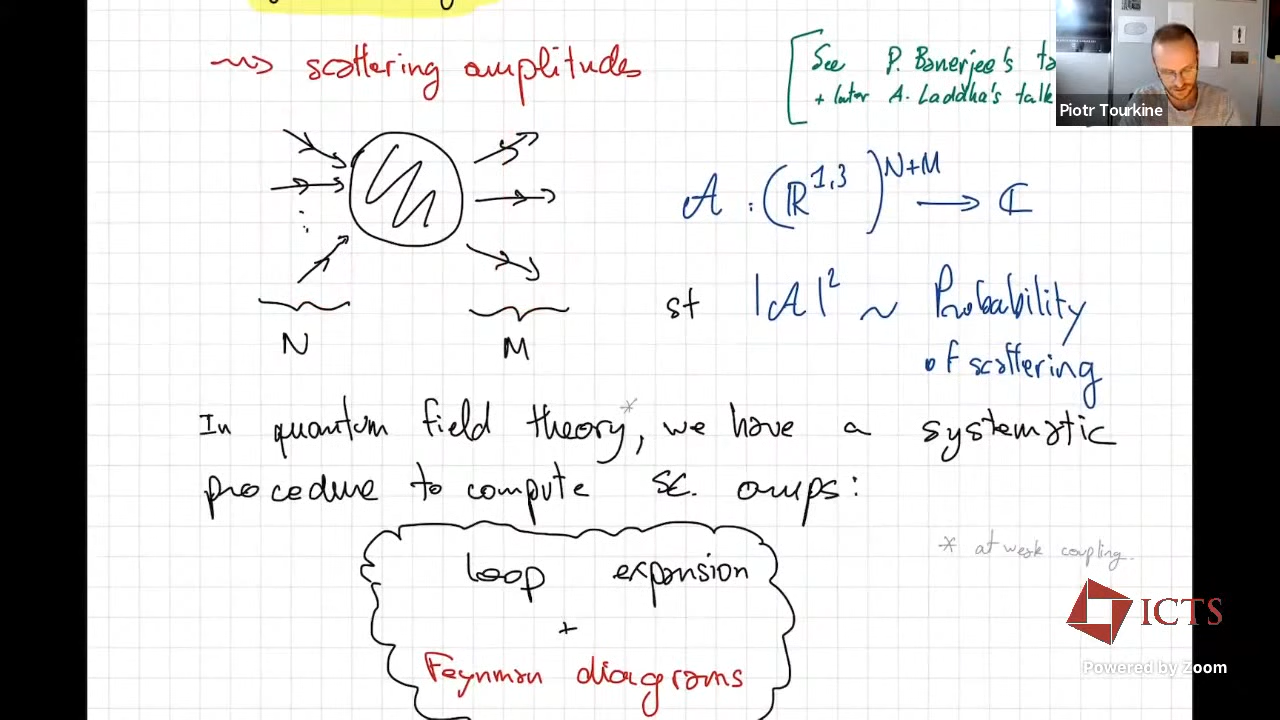 ⇝ scattering amplitudes
[See P. Banerjee's
+ later A. Laddha's talk
Piotr Tourkine
𝒜 : (ℝ^{1,3})^{N+M} ⟶ ℂ
st |𝒜|² ~ Probability
of scattering
N
M
In quantum field theory*, we have a systematic
procedure to compute sc. amps:
* at weak coupling.
loop expansion
+
Feynman diagrams
ICTS
Powered by Zoom